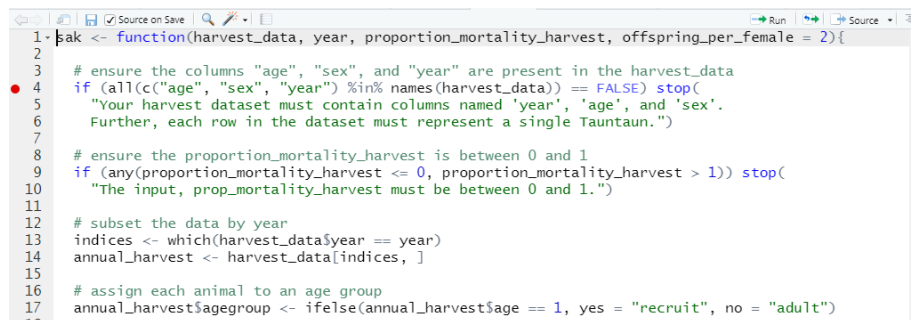 Source on Save Run Source
1 sak <- function(harvest_data, year, proportion_mortality_harvest, offspring_per_female = 2){
2
3 # ensure the columns "age", "sex", and "year" are present in the harvest_data
4 if (all(c("age", "sex", "year") %in% names(harvest_data)) == FALSE) stop(
5 "Your harvest dataset must contain columns named 'year', 'age', and 'sex'.
6 Further, each row in the dataset must represent a single Tauntaun.")
7
8 # ensure the proportion_mortality_harvest is between 0 and 1
9 if (any(proportion_mortality_harvest <= 0, proportion_mortality_harvest > 1)) stop(
10 "The input, prop_mortality_harvest must be between 0 and 1.")
11
12 # subset the data by year
13 indices <- which(harvest_data$year == year)
14 annual_harvest <- harvest_data[indices, ]
15
16 # assign each animal to an age group
17 annual_harvest$agegroup <- ifelse(annual_harvest$age == 1, yes = "recruit", no = "adult")